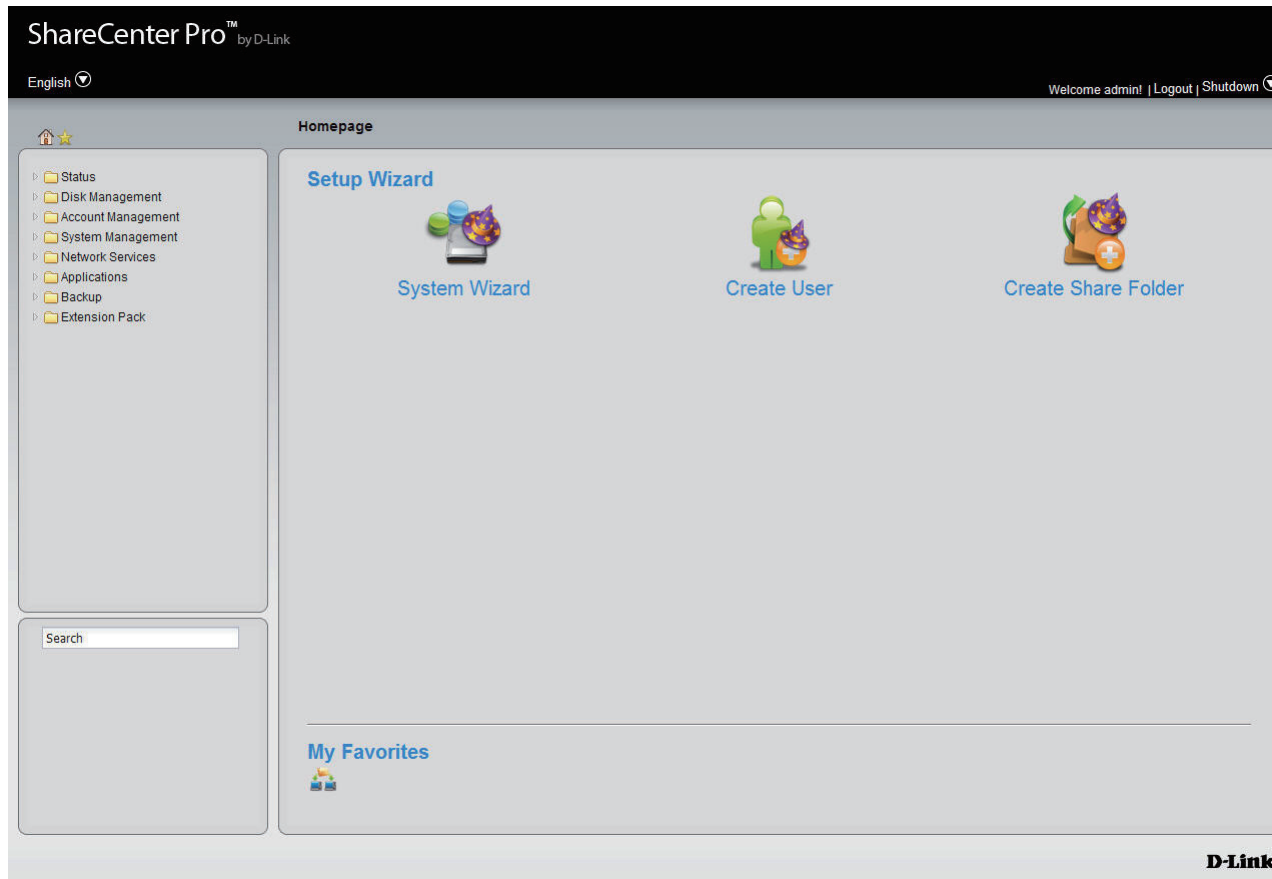 ShareCenter Pro™ by D-Link
English
Welcome admin! | Logout | Shutdown
Homepage
Status
Disk Management
Account Management
System Management
Network Services
Applications
Backup
Extension Pack
Search
Setup Wizard
System Wizard
Create User
Create Share Folder
My Favorites
D-Link